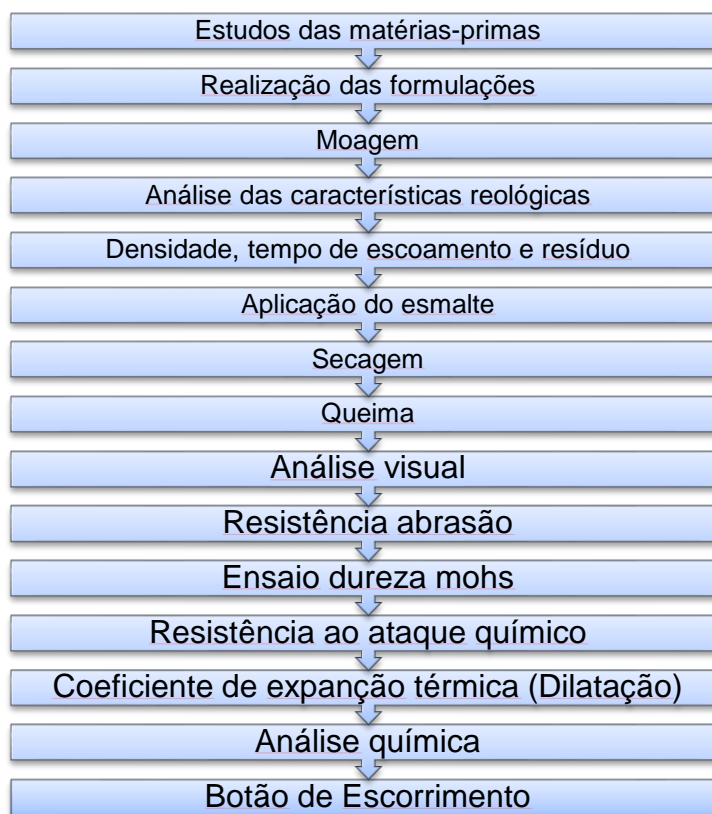 Estudos das matérias-primas
Realização das formulações
Moagem
Análise das características reológicas
Densidade, tempo de escoamento e resíduo
Aplicação do esmalte
Secagem
Queima
Análise visual
Resistência abrasão
Ensaio dureza mohs
Resistência ao ataque químico
Coeficiente de expanção térmica (Dilatação)
Análise química
Botão de Escorrimento